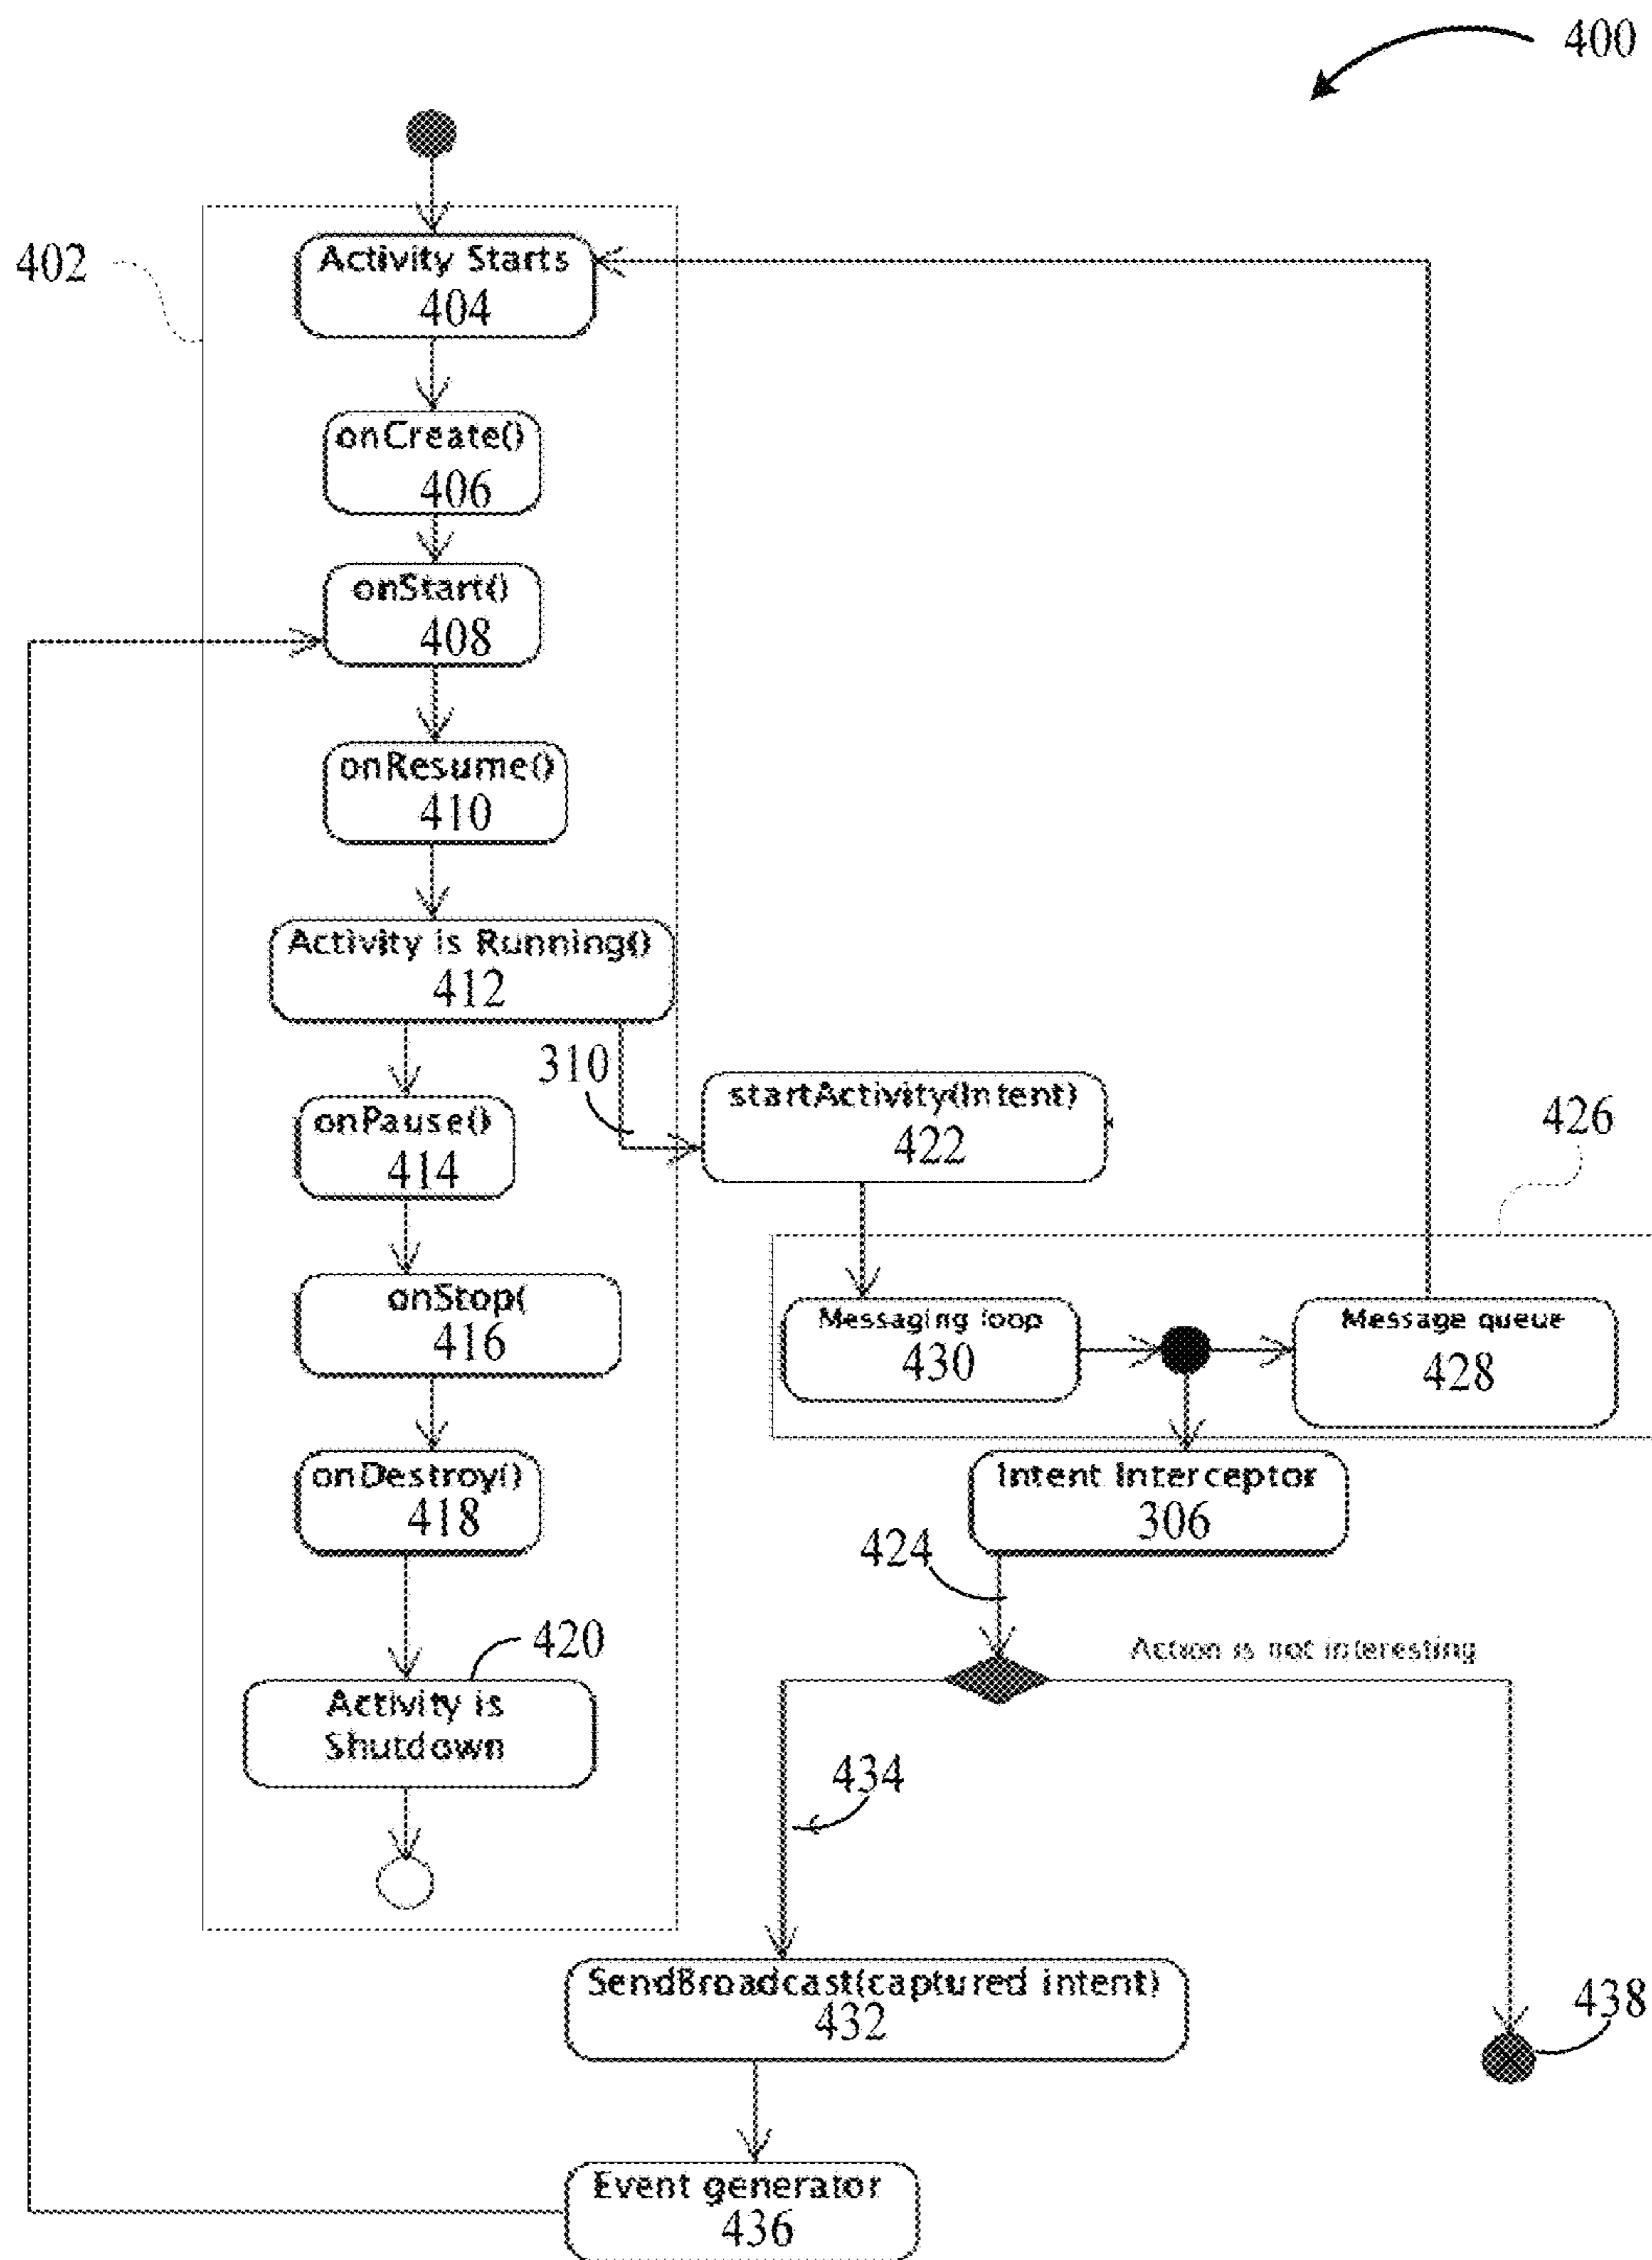 400
402
Activity Starts
404
onCreate()
406
onStart()
408
onResume()
410
Activity is Running()
412
310
onPause()
414
startActivity(Intent)
422
426
onStop(
416
Messaging loop
430
Message queue
428
onDestroy()
418
Intent Interceptor
306
424
420
Action is not interesting
Activity is
Shutdown
434
SendBroadcast(captured intent)
432
438
Event generator
436